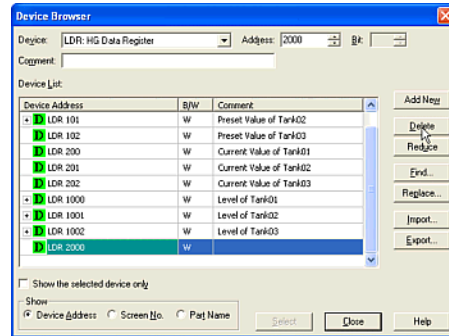 Device Browser
Device: LDR: HG Data Register Address: 2000 Bit:
Comment:
Device List:
Device Address B/W Comment
D LDR 101 W Preset Value of Tank02
D LDR 102 W Preset Value of Tank03
D LDR 200 W Current Value of Tank01
D LDR 201 W Current Value of Tank02
D LDR 202 W Current Value of Tank03
D LDR 1000 W Level of Tank01
D LDR 1001 W Level of Tank02
D LDR 1002 W Level of Tank03
D LDR 2000 W
Add New
Delete
Reduce
Find...
Replace...
Import...
Export...
Show the selected device only
Show
Device Address Screen No. Part Name
Select Close Help